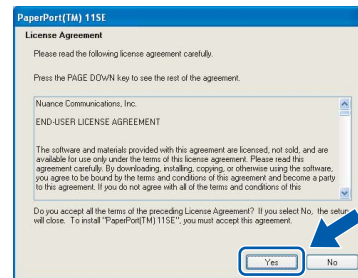 PaperPort(TM) 11SE
License Agreement
Please read the following license agreement carefully.
Press the PAGE DOWN key to see the rest of the agreement.
Nuance Communications, Inc.
END-USER LICENSE AGREEMENT
The software and materials provided with this agreement are licensed, not sold, and are
available for use only under the terms of this license agreement. Please read this
agreement carefully. By downloading, installing, copying, or otherwise using the software,
you agree to be bound by the terms and conditions of this agreement and become a party
to this agreement. If you do not agree with all of the terms and conditions of this
Do you accept all the terms of the preceding License Agreement? If you select No, the setup
will close. To install "PaperPort(TM) 11SE", you must accept this agreement.
Yes
No